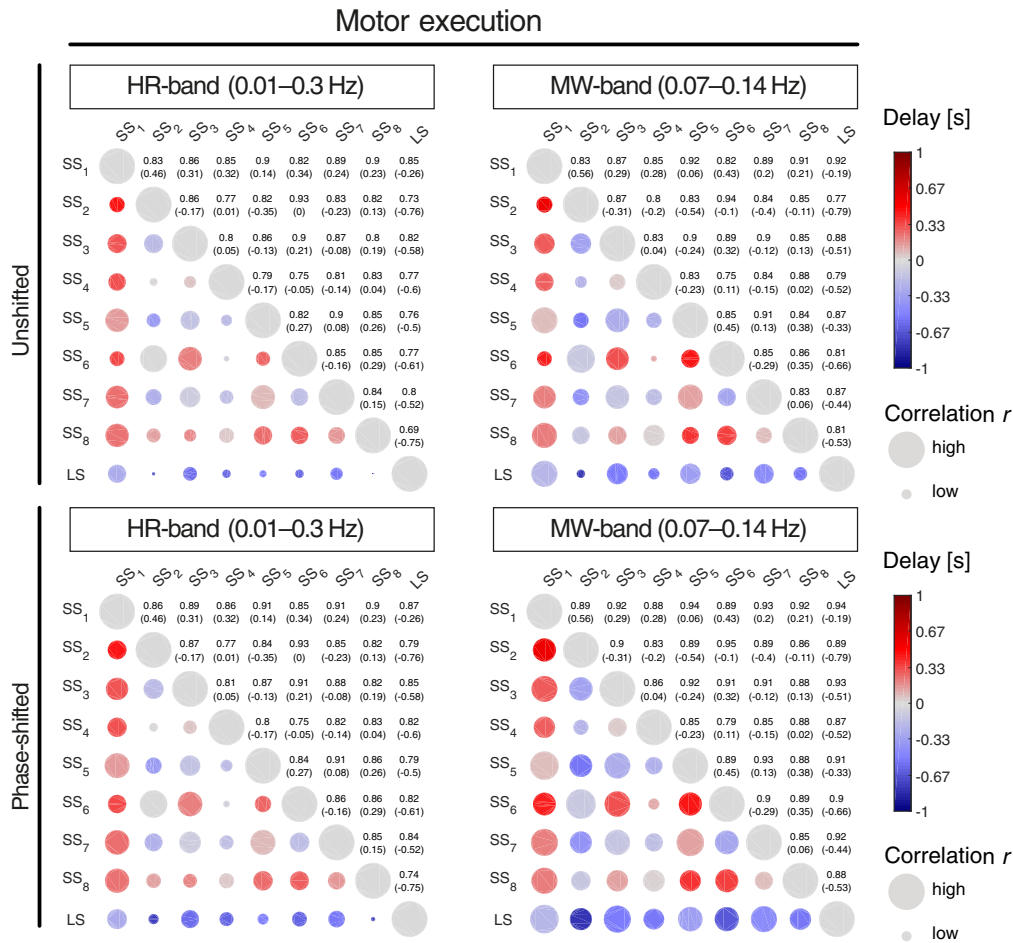 Motor execution
Unshifted
HR-band (0.01–0.3 Hz)
SS1 SS2 SS3 SS4 SS5 SS6 SS7 SS8 LS
SS1 0.83 0.86 0.85 0.9 0.82 0.89 0.9 0.85
(0.46) (0.31) (0.32) (0.14) (0.34) (0.24) (0.23) (-0.26)
SS2 0.86 0.82 0.86 0.93 0.83 0.82 0.73
(-0.17) (0.01) (-0.35) (0) (-0.23) (0.13) (-0.76)
SS3 0.8 0.86 0.9 0.87 0.8 0.82
(0.05) (-0.13) (0.21) (-0.08) (0.19) (-0.58)
SS4 0.79 0.75 0.81 0.83 0.77
(-0.17) (-0.05) (-0.14) (0.04) (-0.6)
SS5 0.82 0.9 0.85 0.76
(0.27) (0.08) (0.26) (-0.5)
SS6 0.85 0.85 0.77
(-0.16) (0.29) (-0.61)
SS7 0.84 0.8
(0.15) (-0.52)
SS8 0.69
(-0.75)
LS
MW-band (0.07–0.14 Hz)
SS1 SS2 SS3 SS4 SS5 SS6 SS7 SS8 LS
SS1 0.83 0.87 0.85 0.92 0.82 0.89 0.91 0.92
(0.56) (0.29) (0.28) (0.06) (0.43) (0.2) (0.21) (-0.19)
SS2 0.87 0.8 0.83 0.94 0.84 0.85 0.77
(-0.31) (-0.2) (-0.54) (-0.1) (-0.4) (-0.11) (-0.79)
SS3 0.83 0.9 0.89 0.9 0.85 0.88
(0.04) (-0.24) (0.32) (-0.12) (0.13) (-0.51)
SS4 0.83 0.75 0.84 0.88 0.79
(-0.23) (0.11) (-0.15) (0.02) (-0.52)
SS5 0.85 0.91 0.84 0.87
(0.45) (0.13) (0.38) (-0.33)
SS6 0.85 0.86 0.81
(-0.29) (0.35) (-0.66)
SS7 0.83 0.87
(0.06) (-0.44)
SS8 0.81
(-0.53)
LS
Delay [s]
1
0.67
0.33
0
-0.33
-0.67
-1
Correlation r
high
low
Phase-shifted
HR-band (0.01–0.3 Hz)
SS1 SS2 SS3 SS4 SS5 SS6 SS7 SS8 LS
SS1 0.86 0.89 0.86 0.91 0.85 0.91 0.9 0.87
(0.46) (0.31) (0.32) (0.14) (0.34) (0.24) (0.23) (-0.26)
SS2 0.87 0.77 0.84 0.93 0.85 0.82 0.79
(-0.17) (0.01) (-0.35) (0) (-0.23) (0.13) (-0.76)
SS3 0.81 0.87 0.91 0.88 0.82 0.85
(0.05) (-0.13) (0.21) (-0.08) (0.19) (-0.58)
SS4 0.8 0.75 0.82 0.83 0.82
(-0.17) (-0.05) (-0.14) (0.04) (-0.6)
SS5 0.84 0.91 0.86 0.79
(0.27) (0.08) (0.26) (-0.5)
SS6 0.86 0.86 0.82
(-0.16) (0.29) (-0.61)
SS7 0.85 0.84
(0.15) (-0.52)
SS8 0.74
(-0.75)
LS
MW-band (0.07–0.14 Hz)
SS1 SS2 SS3 SS4 SS5 SS6 SS7 SS8 LS
SS1 0.89 0.92 0.88 0.94 0.89 0.93 0.92 0.94
(0.56) (0.29) (0.28) (0.06) (0.43) (0.2) (0.21) (-0.19)
SS2 0.9 0.83 0.89 0.95 0.89 0.86 0.89
(-0.31) (-0.2) (-0.54) (-0.1) (-0.4) (-0.11) (-0.79)
SS3 0.86 0.92 0.91 0.91 0.88 0.93
(0.04) (-0.24) (0.32) (-0.12) (0.13) (-0.51)
SS4 0.85 0.79 0.85 0.88 0.87
(-0.23) (0.11) (-0.15) (0.02) (-0.52)
SS5 0.89 0.93 0.88 0.91
(0.45) (0.13) (0.38) (-0.33)
SS6 0.9 0.89 0.9
(-0.29) (0.35) (-0.66)
SS7 0.85 0.92
(0.06) (-0.44)
SS8 0.88
(-0.53)
LS
Delay [s]
1
0.67
0.33
0
-0.33
-0.67
-1
Correlation r
high
low